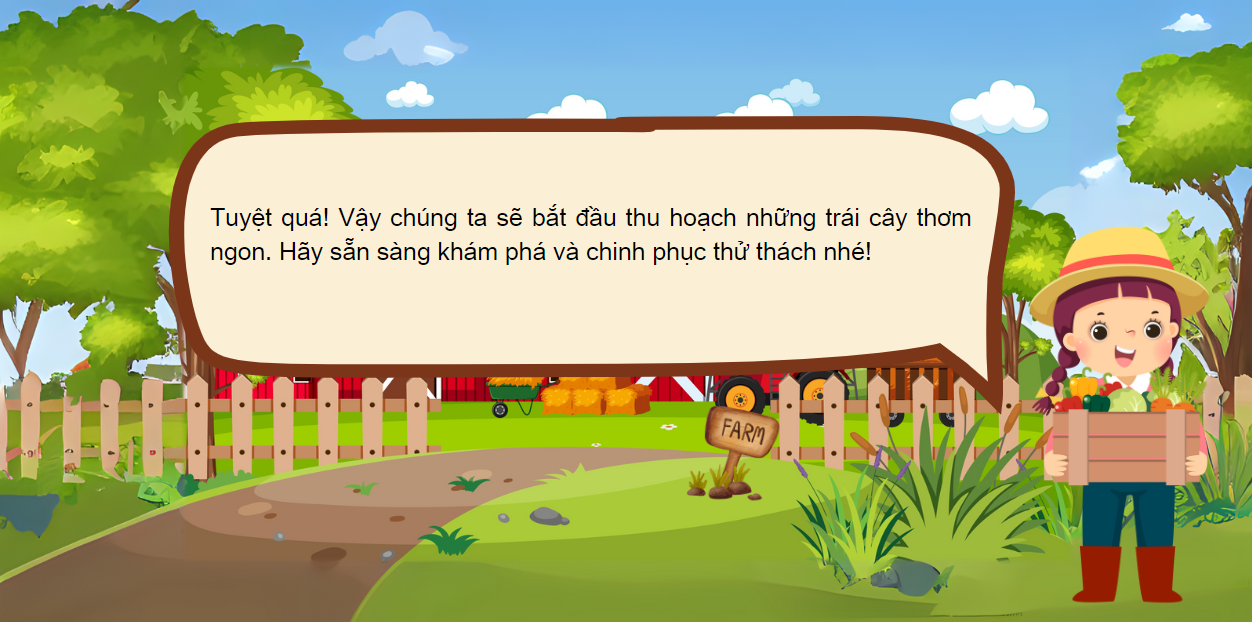 Tuyệt quá! Vậy chúng ta sẽ bắt đầu thu hoạch những trái cây thơm
ngon. Hãy sẵn sàng khám phá và chinh phục thử thách nhé!
FARM